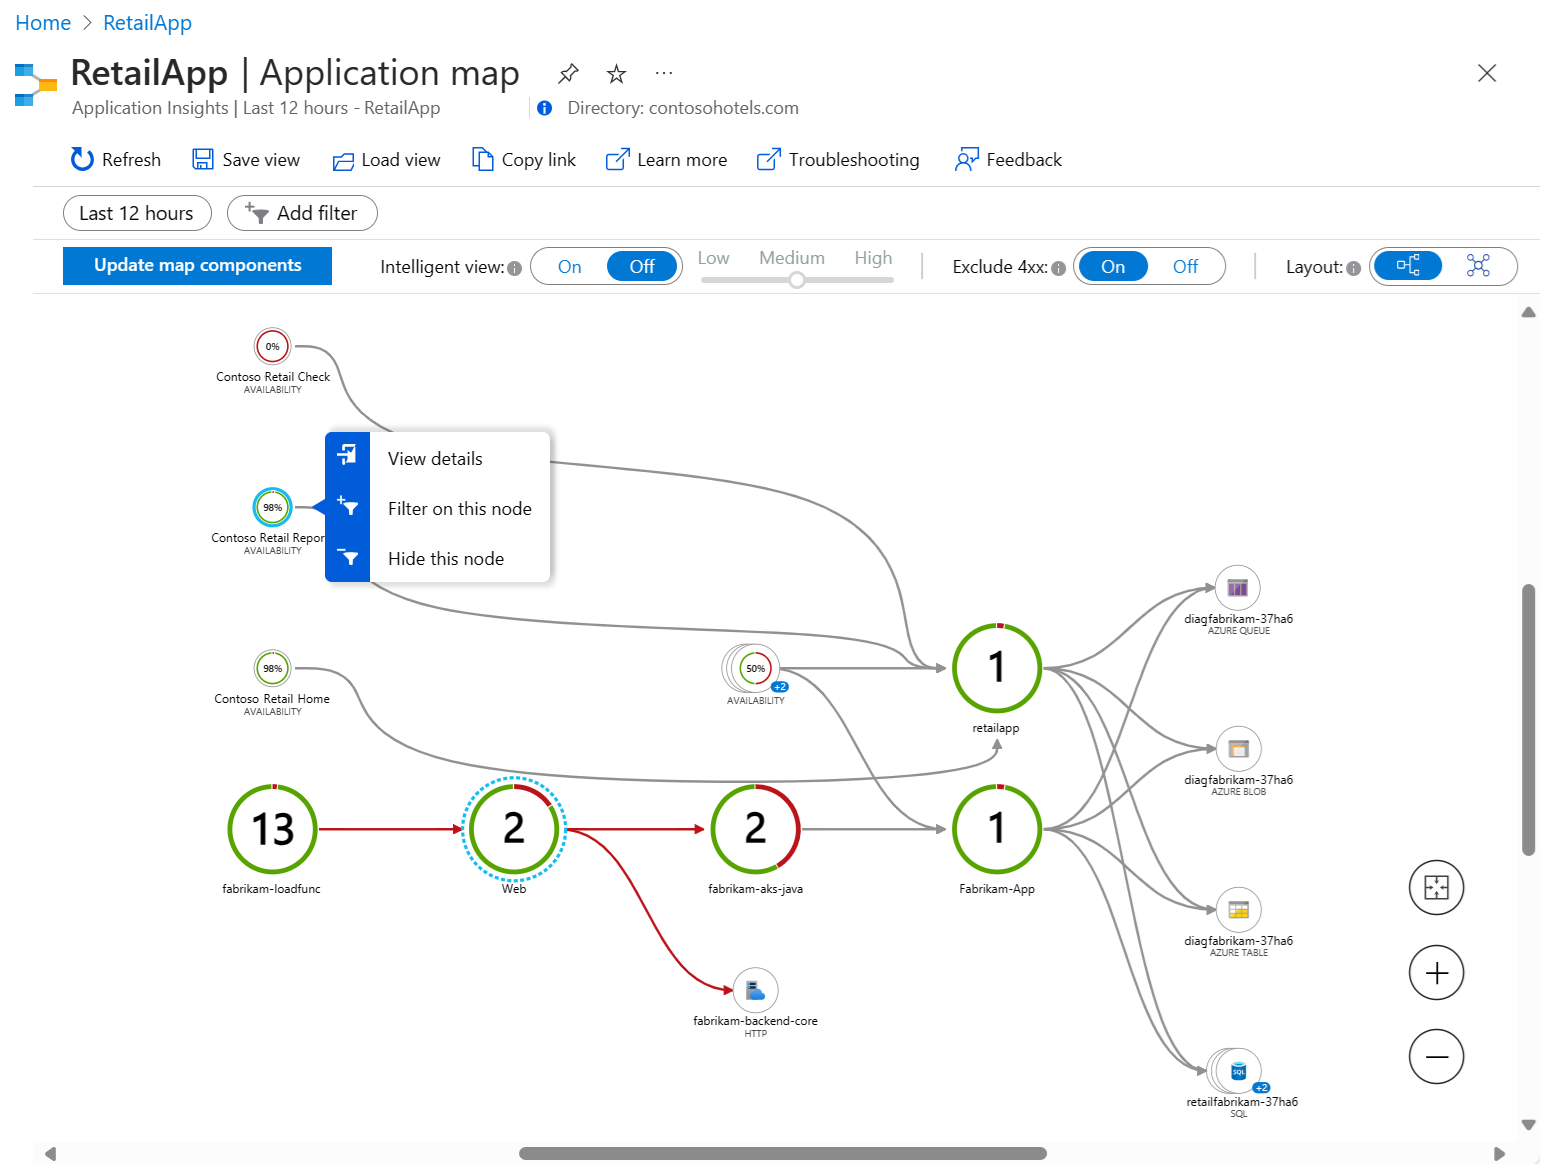 Home > RetailApp
RetailApp | Application map
Application Insights | Last 12 hours - RetailApp
Directory: contosohotels.com
Refresh
Save view
Load view
Copy link
Learn more
Troubleshooting
Feedback
Last 12 hours
Add filter
Update map components
Intelligent view:
On
Off
Low
Medium
High
Exclude 4xx:
On
Off
Layout:
0%
Contoso Retail Check
AVAILABILITY
View details
Filter on this node
Hide this node
98%
Contoso Retail Repor
AVAILABILITY
98%
Contoso Retail Home
AVAILABILITY
50%
+2
AVAILABILITY
1
retailapp
diagfabrikam-37ha6
AZURE QUEUE
diagfabrikam-37ha6
AZURE BLOB
13
fabrikam-loadfunc
2
Web
2
fabrikam-aks-java
1
Fabrikam-App
diagfabrikam-37ha6
AZURE TABLE
fabrikam-backend-core
HTTP
SQL
+2
retailfabrikam-37ha6
SQL